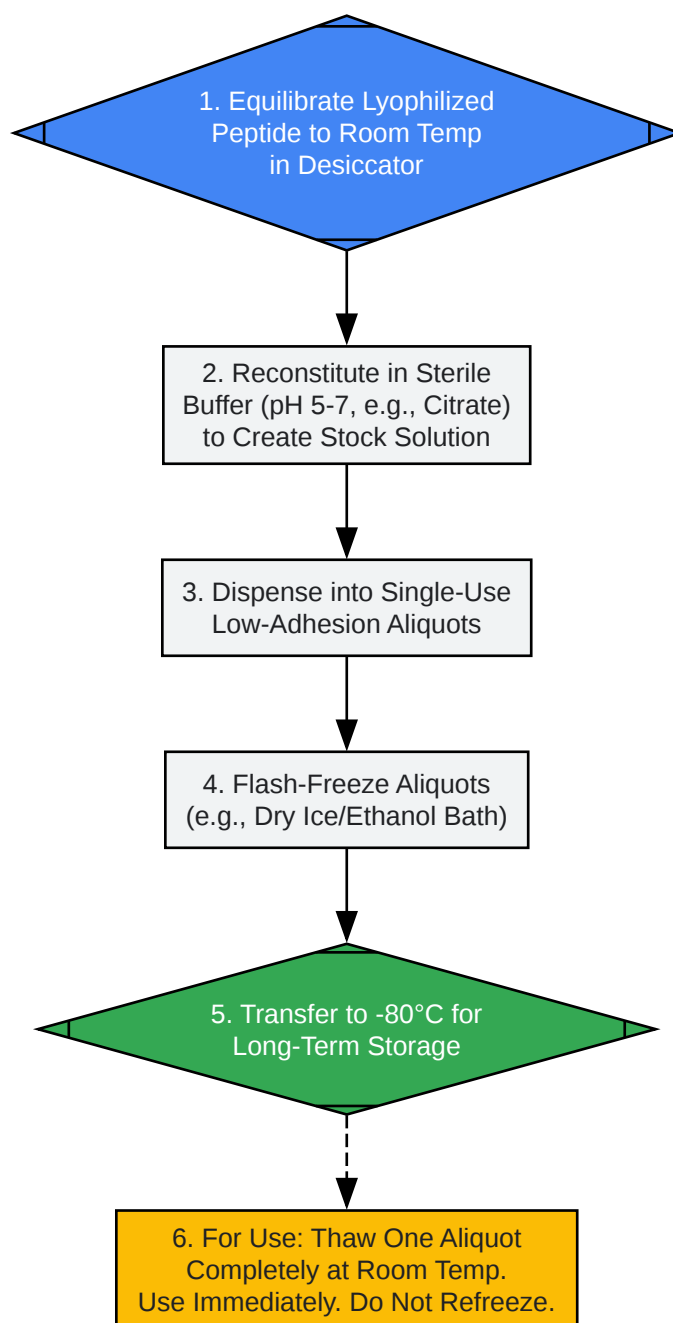 1. Equilibrate Lyophilized
Peptide to Room Temp
in Desiccator
2. Reconstitute in Sterile
Buffer (pH 5-7, e.g., Citrate)
to Create Stock Solution
3. Dispense into Single-Use
Low-Adhesion Aliquots
4. Flash-Freeze Aliquots
(e.g., Dry Ice/Ethanol Bath)
5. Transfer to -80°C for
Long-Term Storage
6. For Use: Thaw One Aliquot
Completely at Room Temp.
Use Immediately. Do Not Refreeze.